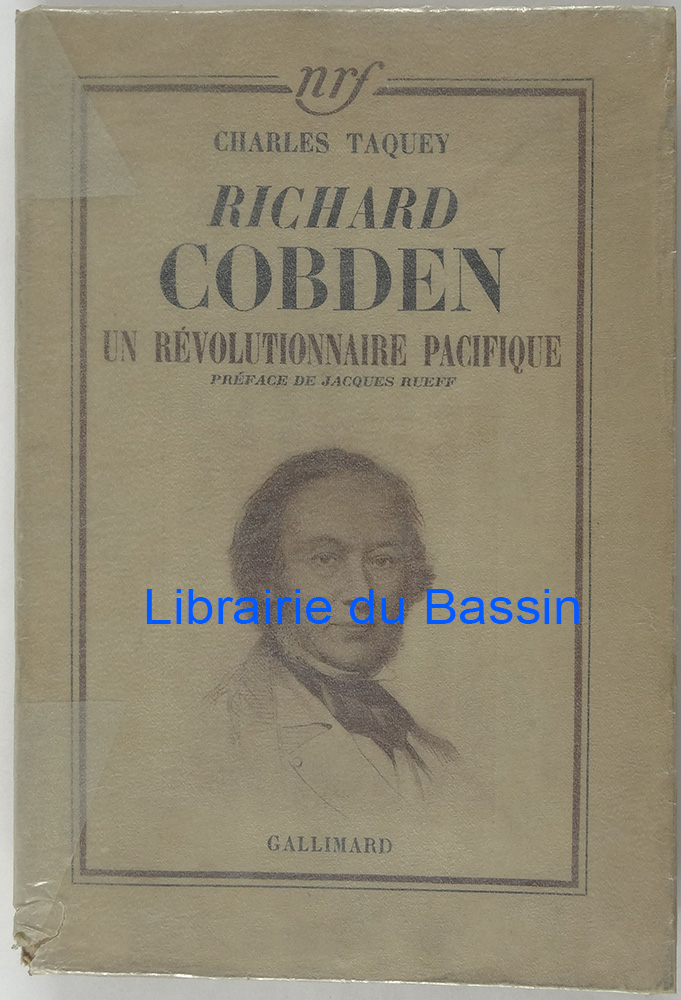 nrf
CHARLES TAQUEY
RICHARD
COBDEN
UN RÉVOLUTIONNAIRE PACIFIQUE
PRÉFACE DE JACQUES RUEFF
Librairie du Bassin
GALLIMARD